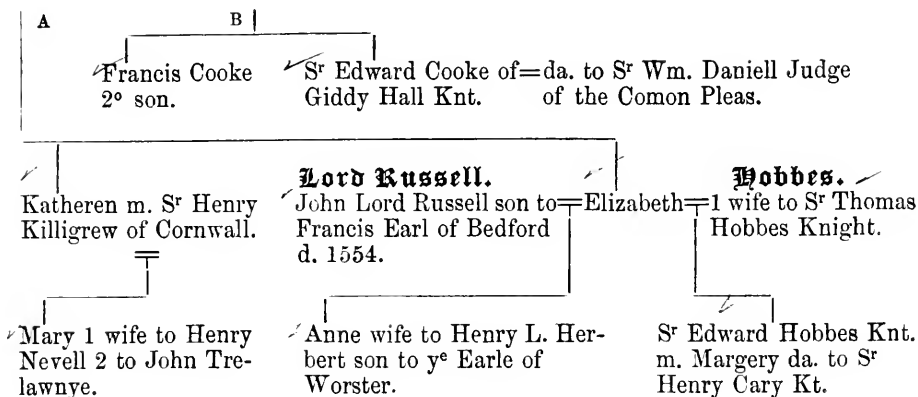 A
B
Francis Cooke
2º son.
Sʳ Edward Cooke of=da. to Sʳ Wm. Daniell Judge
Giddy Hall Knt. of the Comon Pleas.
Katheren m. Sʳ Henry
Killigrew of Cornwall.
Lord Russell.
John Lord Russell son to=Elizabeth=1 wife to Sʳ Thomas
Francis Earl of Bedford
d. 1554.
Hobbes.
Hobbes Knight.
Mary 1 wife to Henry
Nevell 2 to John Tre-
lawnye.
Anne wife to Henry L. Her-
bert son to yᵉ Earle of
Worster.
Sʳ Edward Hobbes Knt.
m. Margery da. to Sʳ
Henry Cary Kt.